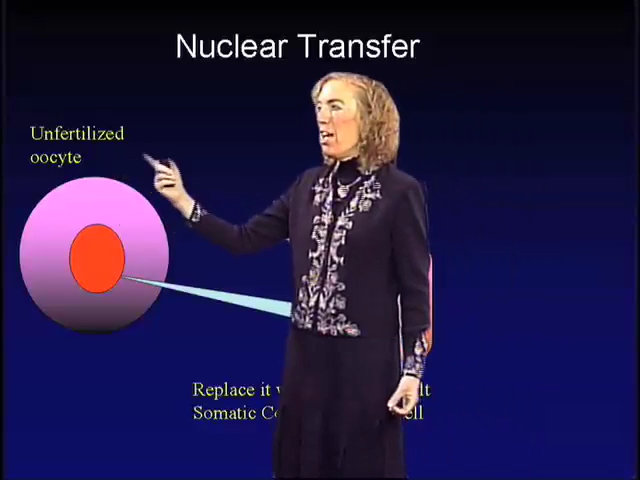 Nuclear Transfer
Unfertilized
oocyte
Replace it
Somatic